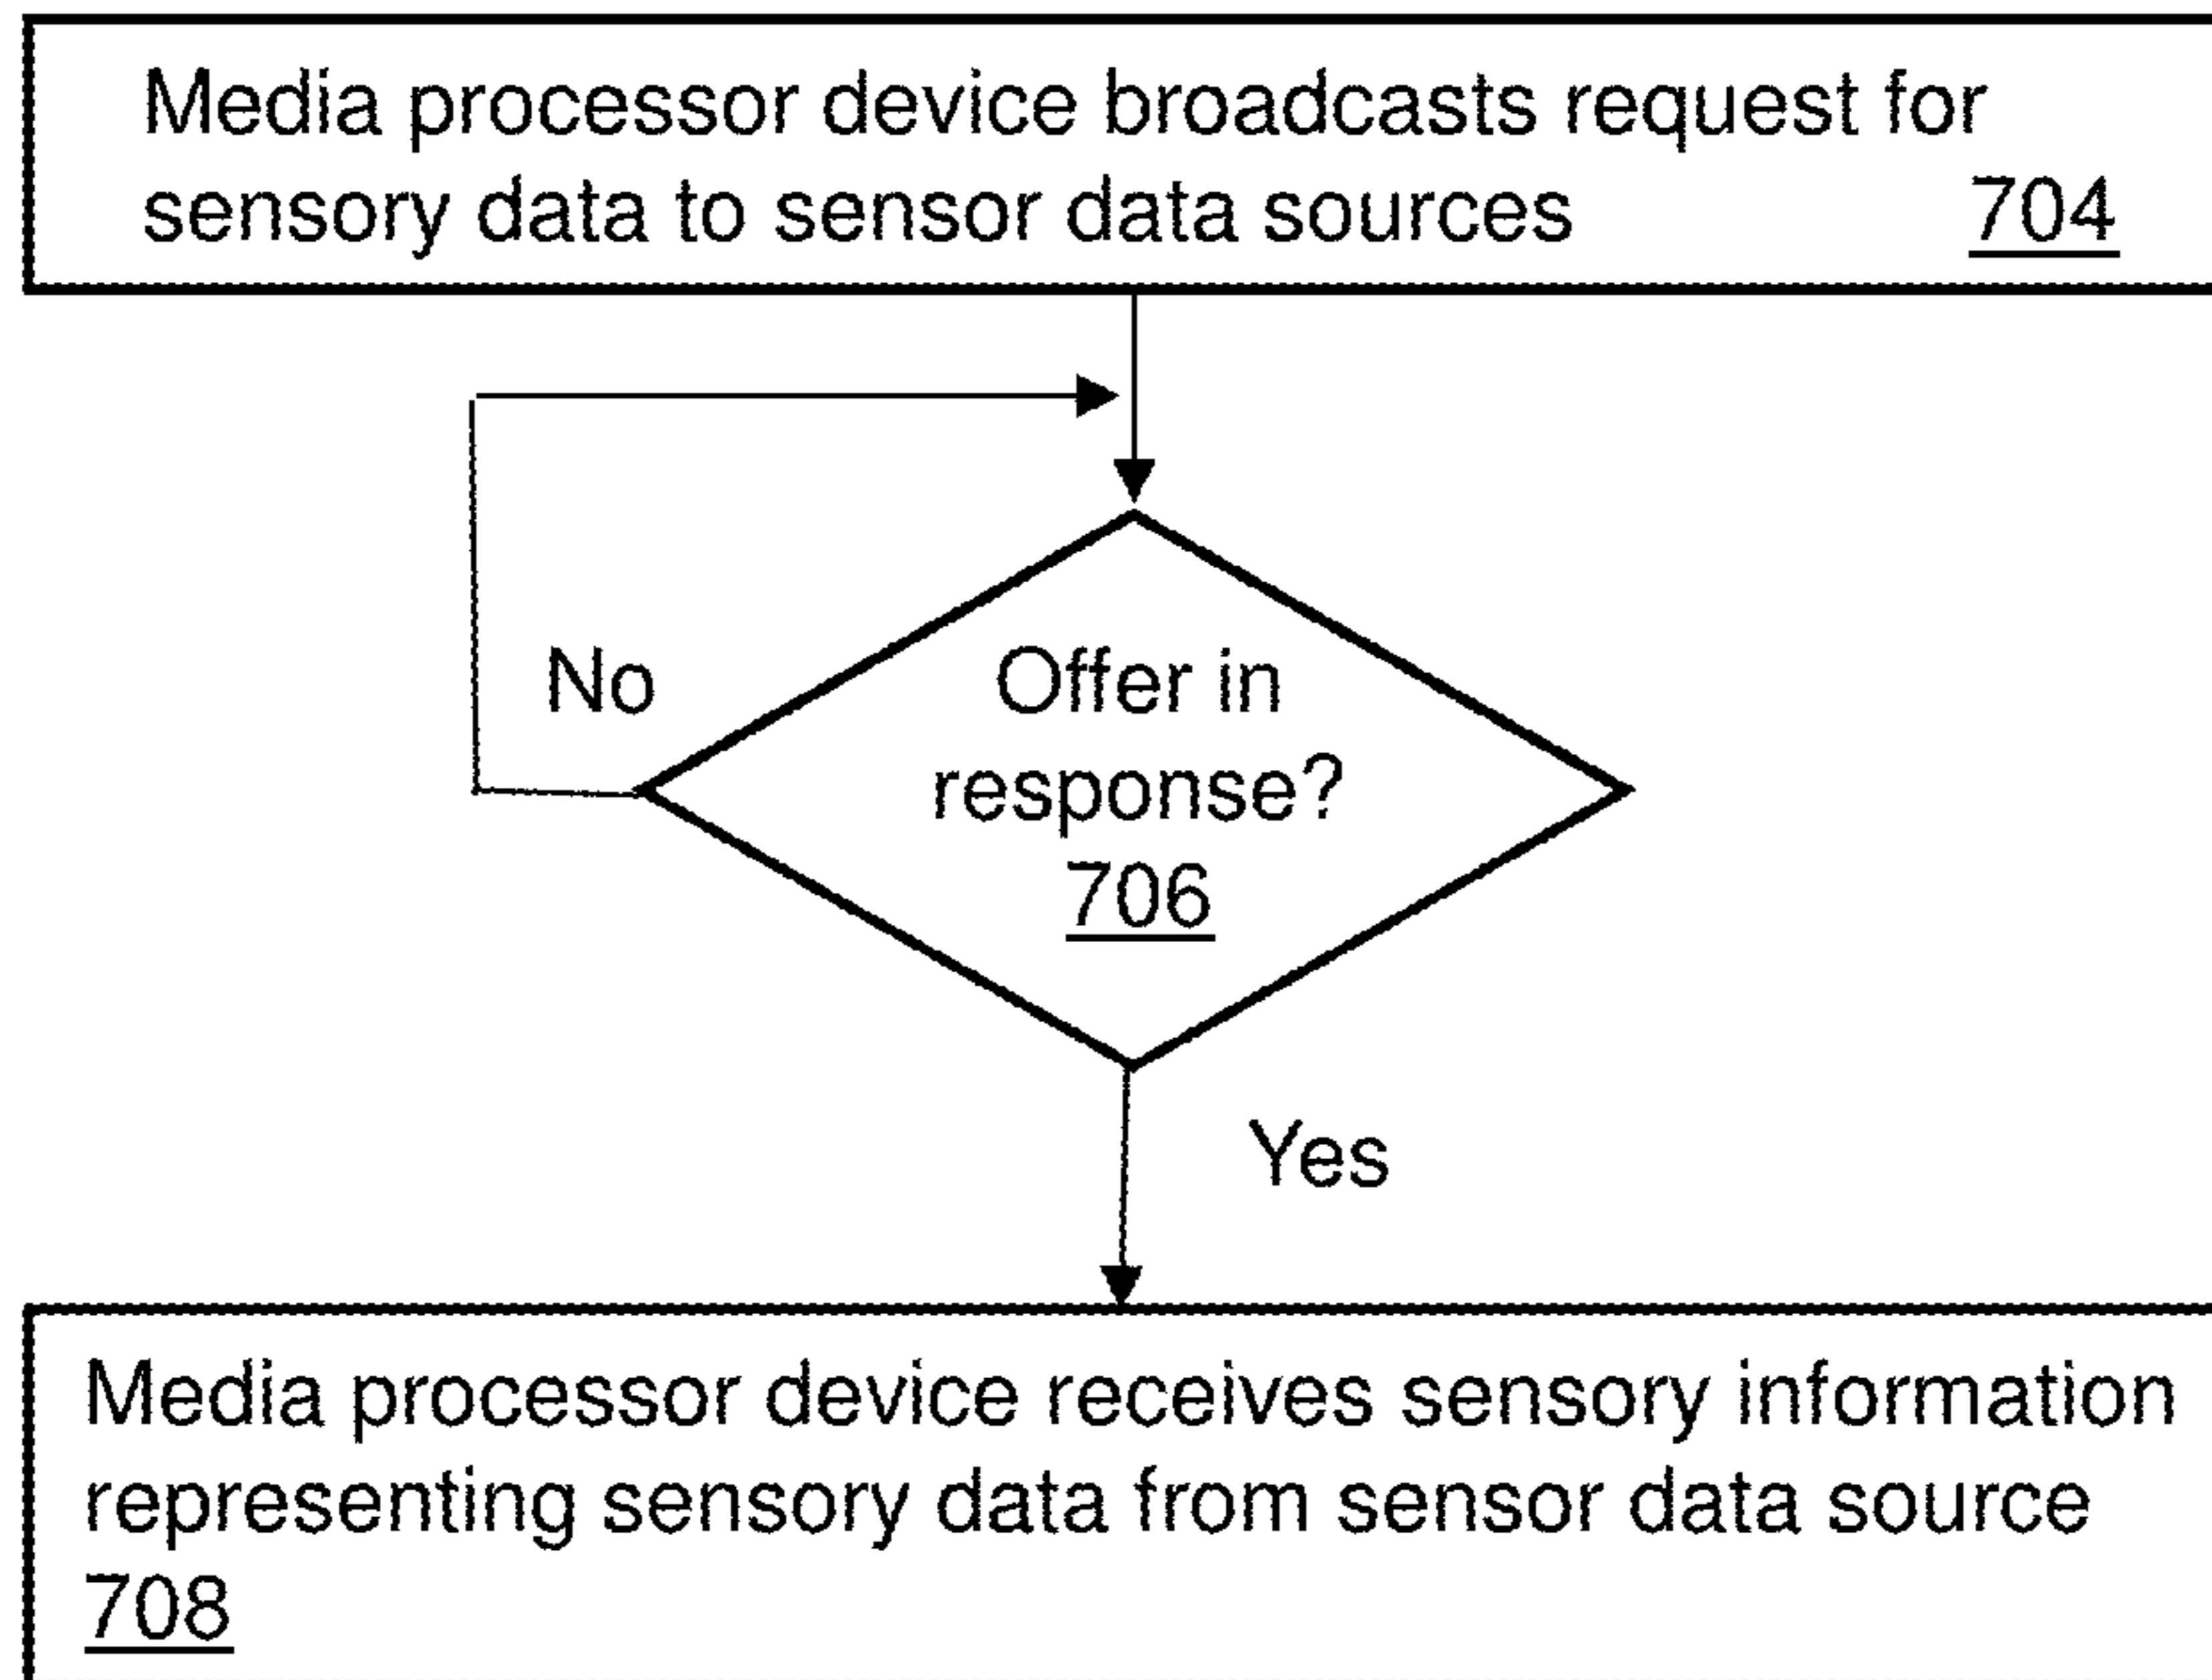 Media processor device broadcasts request for
sensory data to sensor data sources 704
No
Offer in
response?
706
Yes
Media processor device receives sensory information
representing sensory data from sensor data source
708